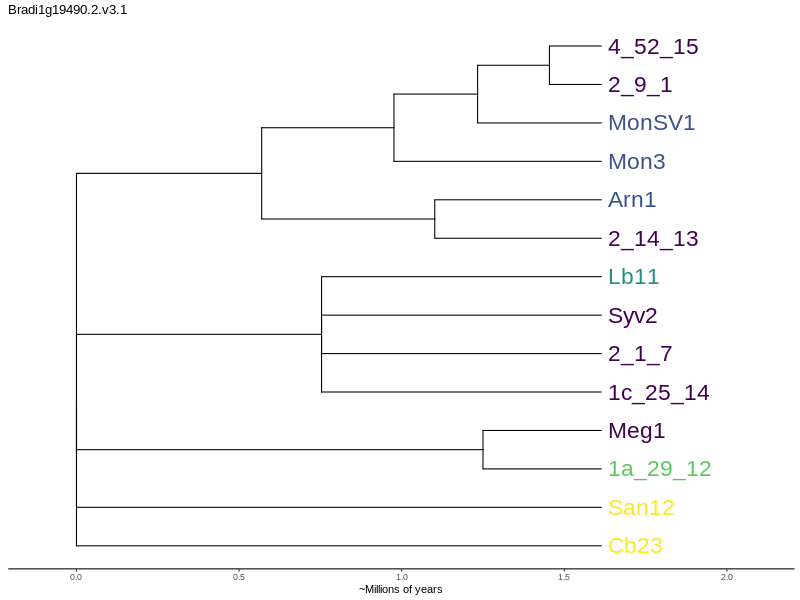 Bradi1g19490.2.v3.1
4_52_15
2_9_1
MonSV1
Mon3
Arn1
2_14_13
Lb11
Syv2
2_1_7
1c_25_14
Meg1
1a_29_12
San12
Cb23
0.0 0.5 1.0 1.5 2.0
~Millions of years